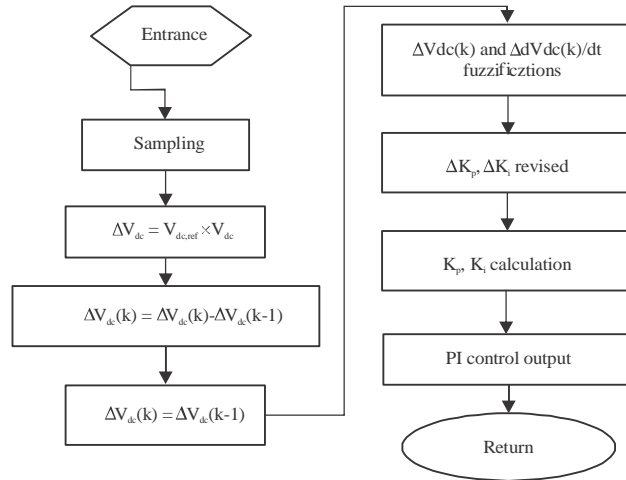 Entrance
Sampling
ΔV_dc = V_dc,ref × V_dc
ΔV_dc(k) = ΔV_dc(k)-ΔV_dc(k-1)
ΔV_dc(k) = ΔV_dc(k-1)
ΔVdc(k) and ΔdVdc(k)/dt
fuzzificztions
ΔK_p, ΔK_i revised
K_p, K_i calculation
PI control output
Return